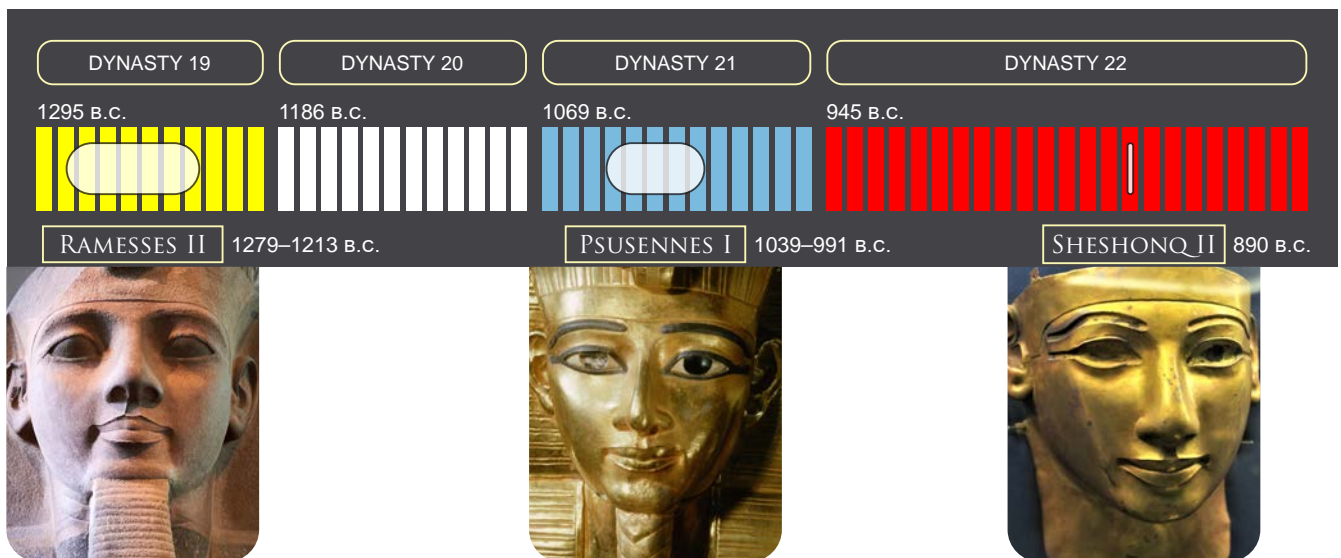 DYNASTY 19 DYNASTY 20 DYNASTY 21 DYNASTY 22
1295 B.C. 1186 B.C. 1069 B.C. 945 B.C.
RAMESSES II 1279–1213 B.C. PSUSENNES I 1039–991 B.C. SHESHONQ II 890 B.C.